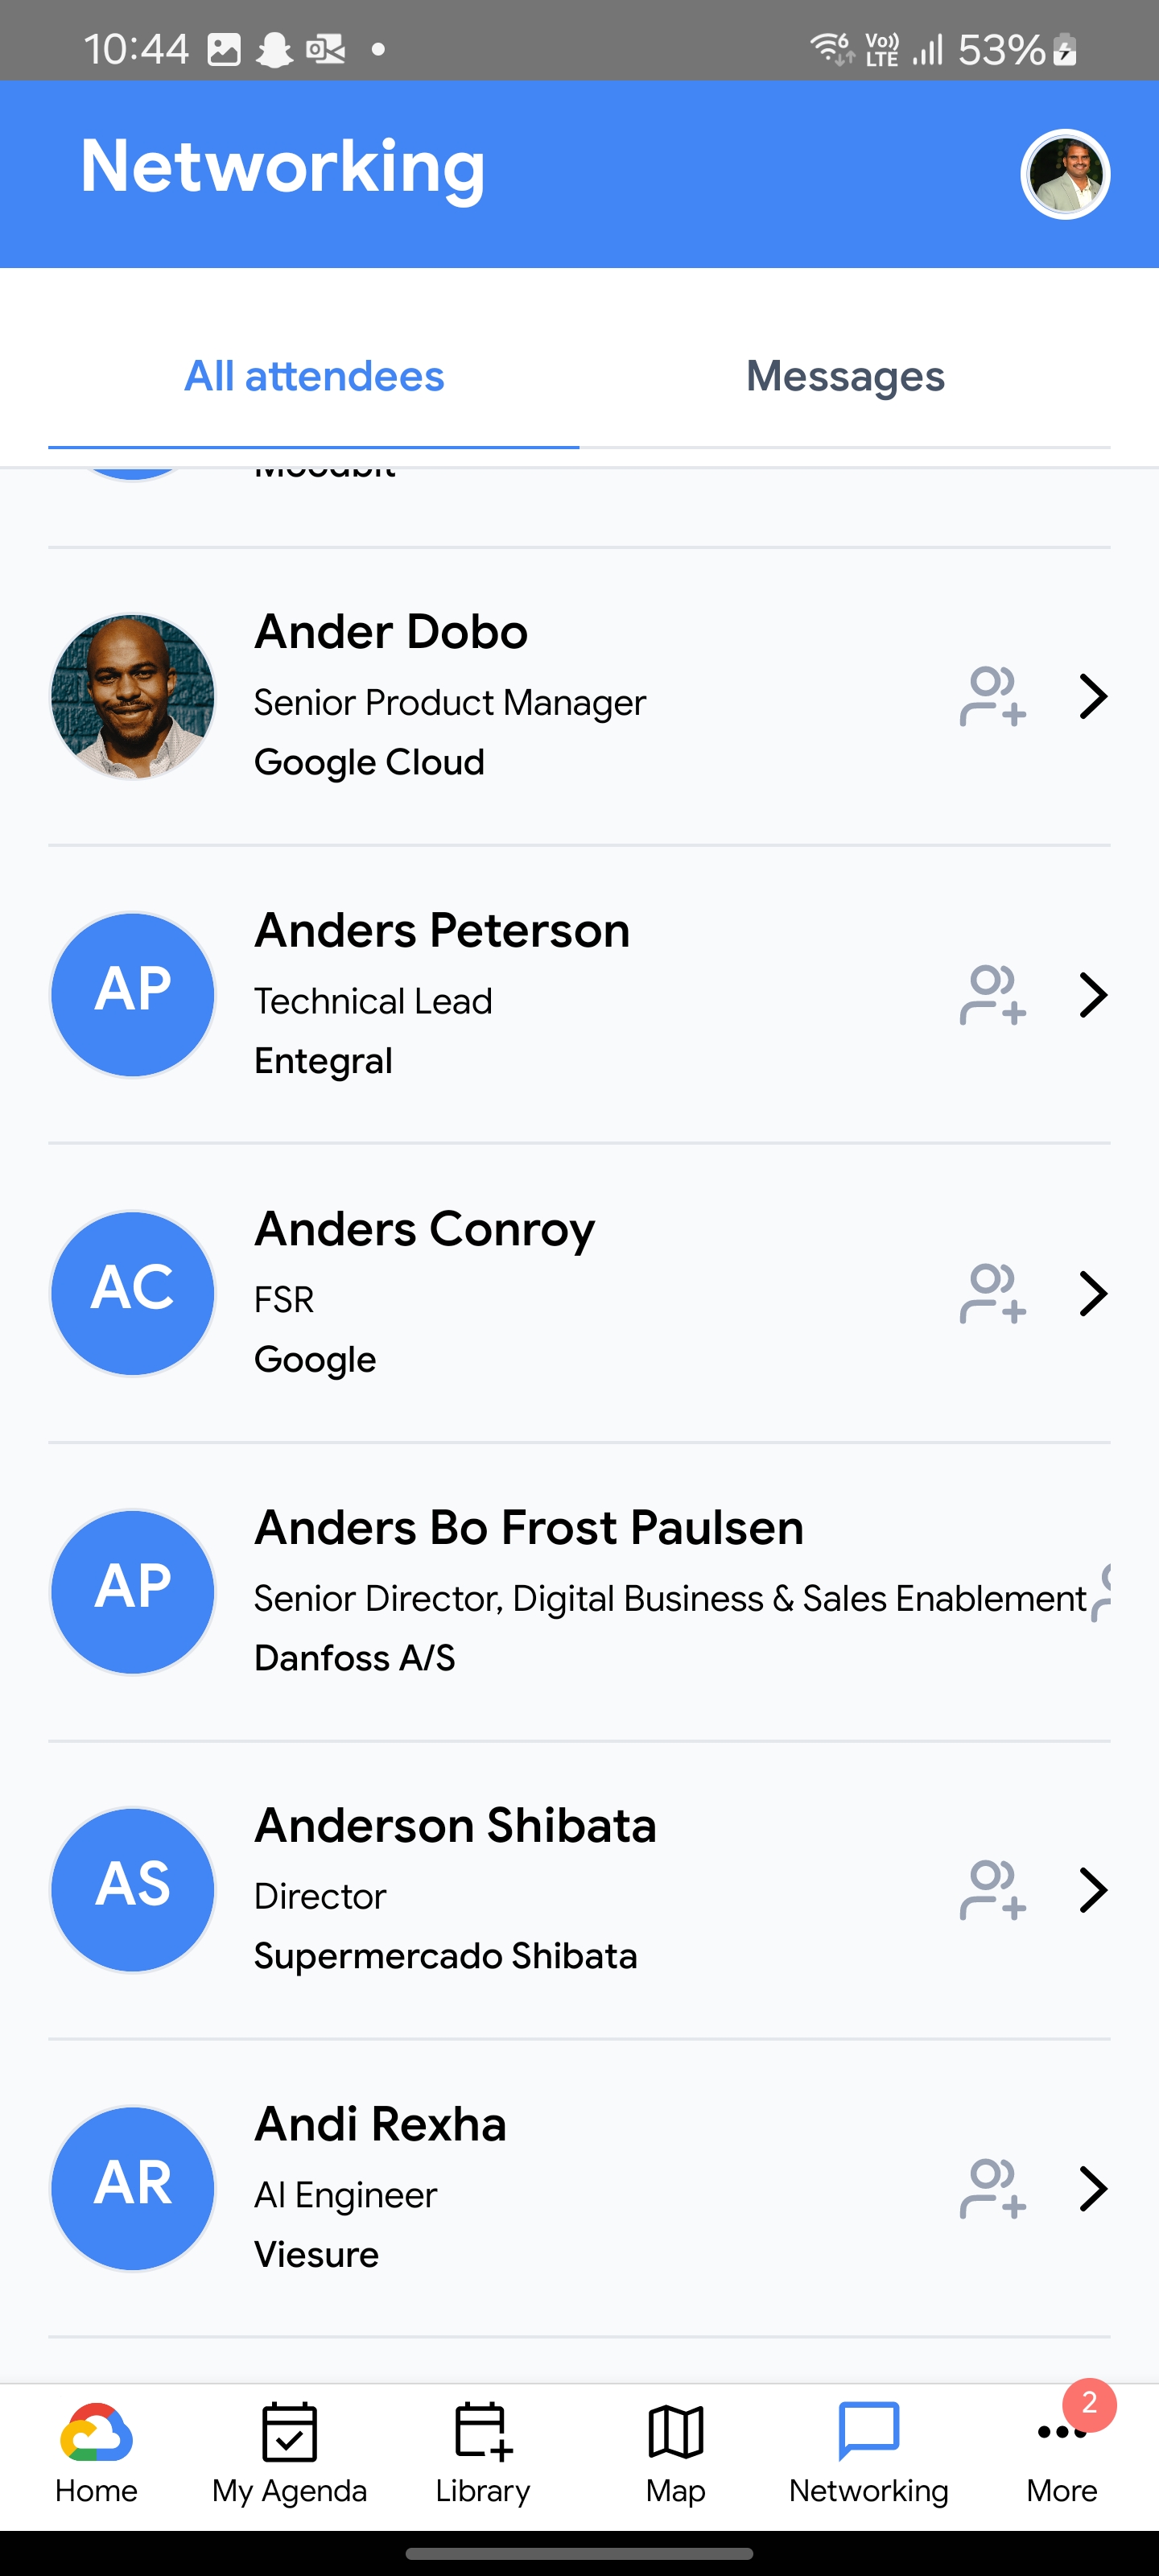 10:44
Vo))
LTE
53%
Networking
All attendees
Messages
Moodbit
Ander Dobo
Senior Product Manager
Google Cloud
AP
Anders Peterson
Technical Lead
Entegral
AC
Anders Conroy
FSR
Google
AP
Anders Bo Frost Paulsen
Senior Director, Digital Business & Sales Enablement
Danfoss A/S
AS
Anderson Shibata
Director
Supermercado Shibata
AR
Andi Rexha
AI Engineer
Viesure
2
Home
My Agenda
Library
Map
Networking
More